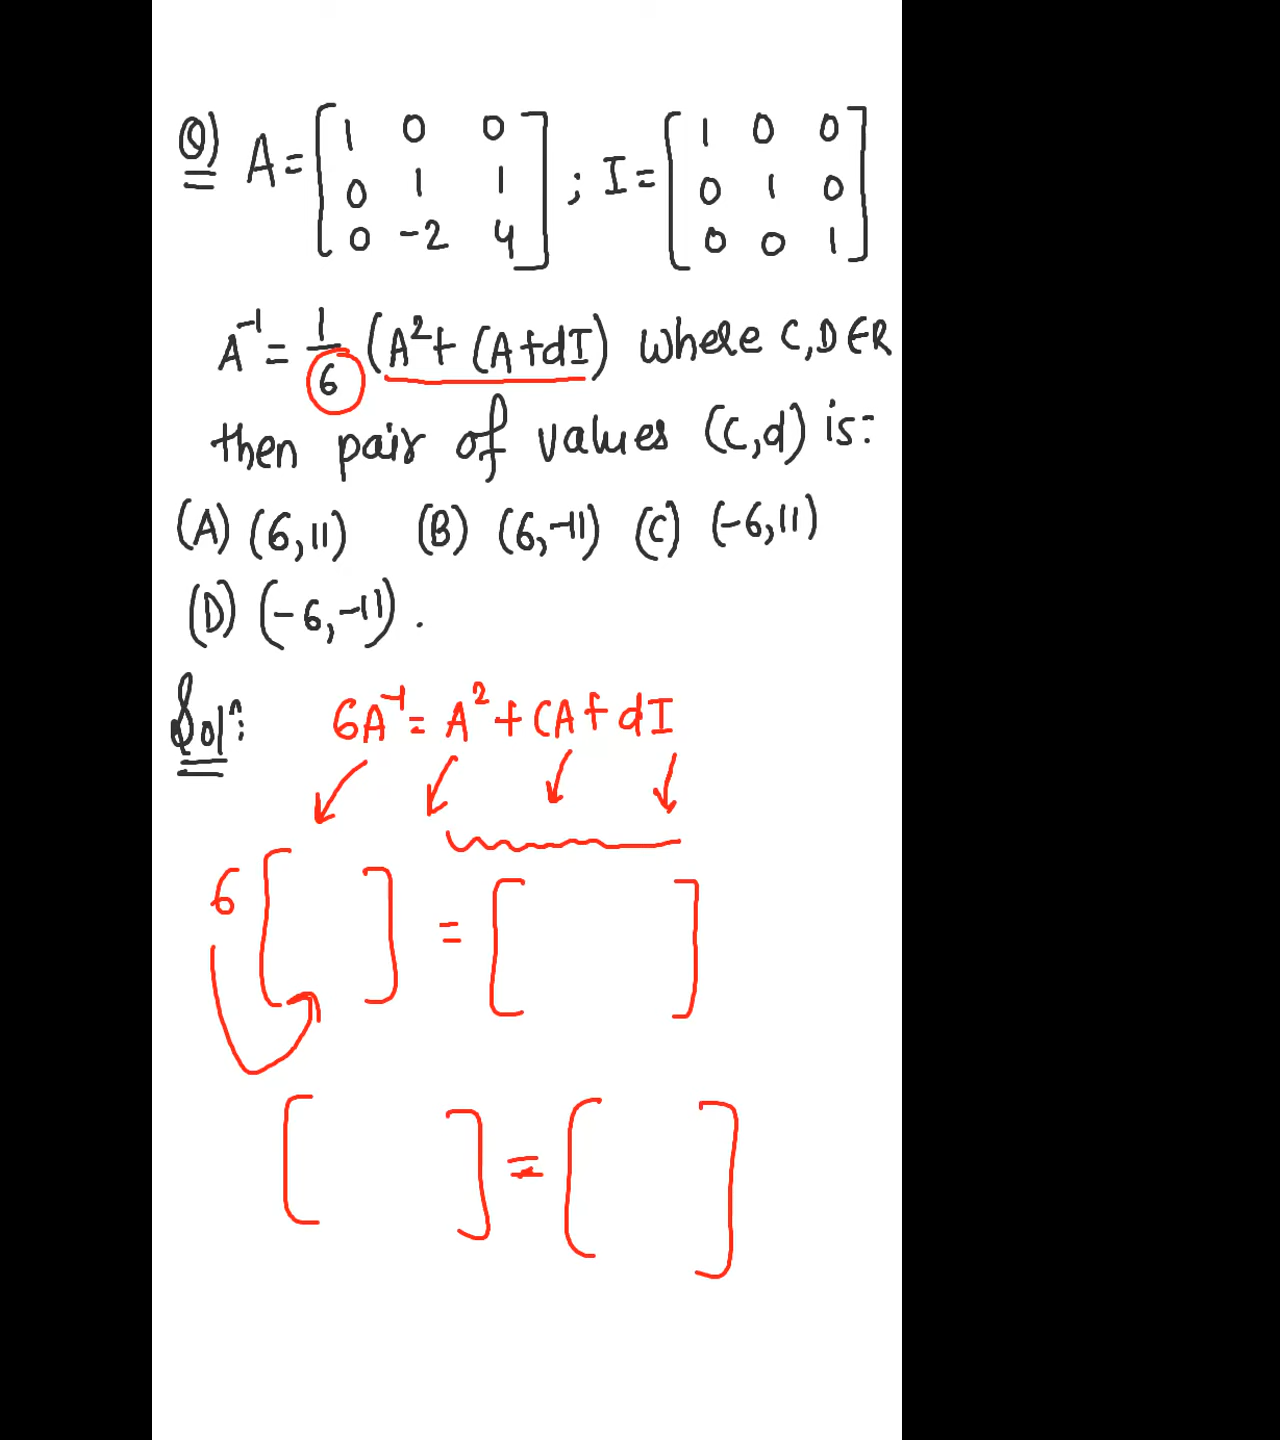 Q) A = [1 0 0; I = [1 0 0
0 1 1 0 1 0
0 -2 4] 0 0 1]
A⁻¹ = 1/6 (A² + (A+dI) where C,D ∈ R
then pair of values (C,d) is:
(A) (6,11) (B) (6,-11) (C) (-6,11)
(D) (-6,-11).
Solⁿ: 6A⁻¹ = A² + CA + dI
6 [ ] = [ ]
[ ] = [ ]